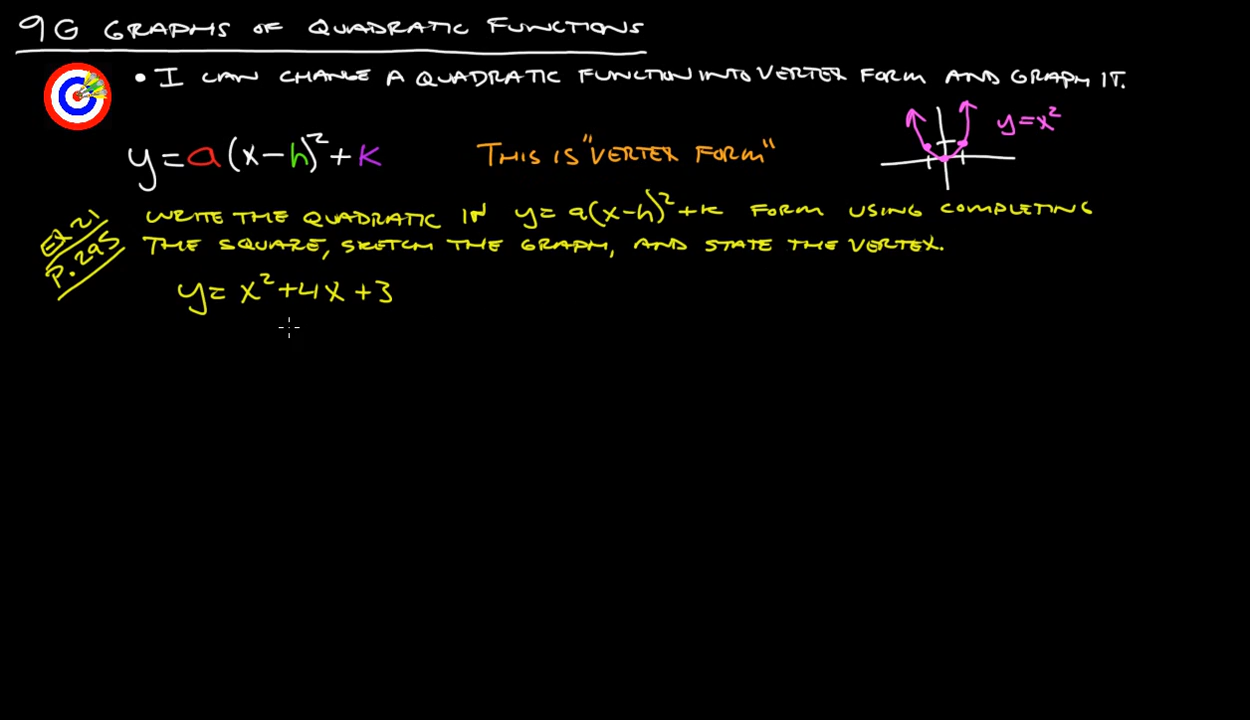 9G GRAPHS OF QUADRATIC FUNCTIONS
• I CAN CHANGE A QUADRATIC FUNCTION INTO VERTEX FORM AND GRAPH IT.
y = x²
y = a(x-h)² + k THIS IS "VERTEX FORM"
EX. 21
P. 295
WRITE THE QUADRATIC IN y = a(x-h)² + k FORM USING COMPLETING
THE SQUARE, SKETCH THE GRAPH, AND STATE THE VERTEX.
y = x² + 4x + 3